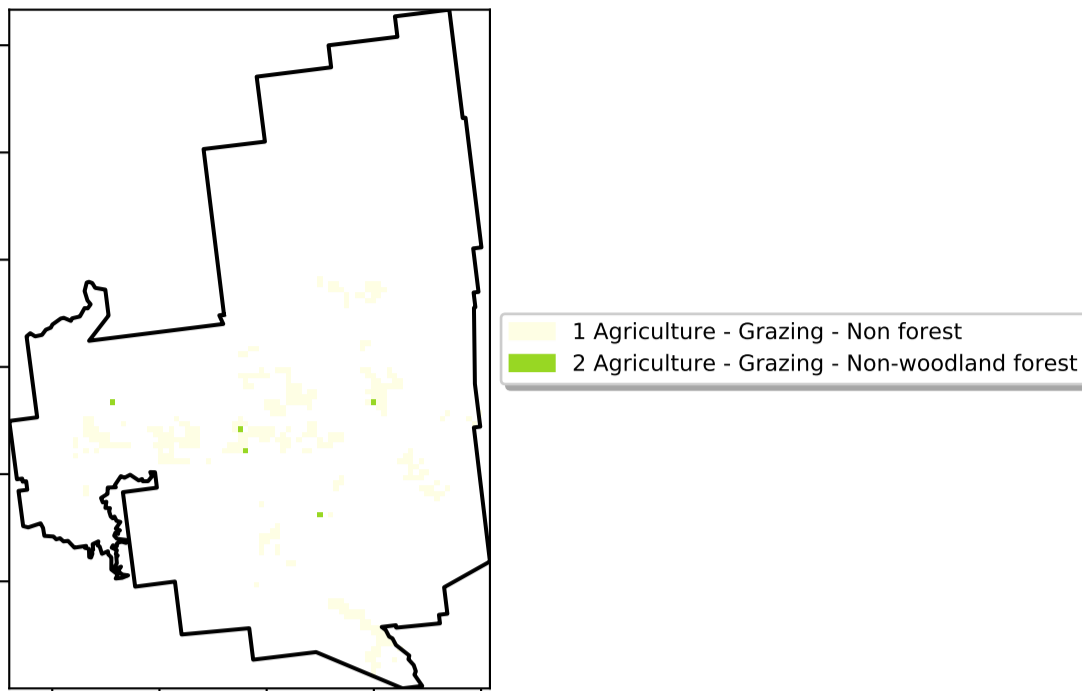 1 Agriculture - Grazing - Non forest
2 Agriculture - Grazing - Non-woodland forest